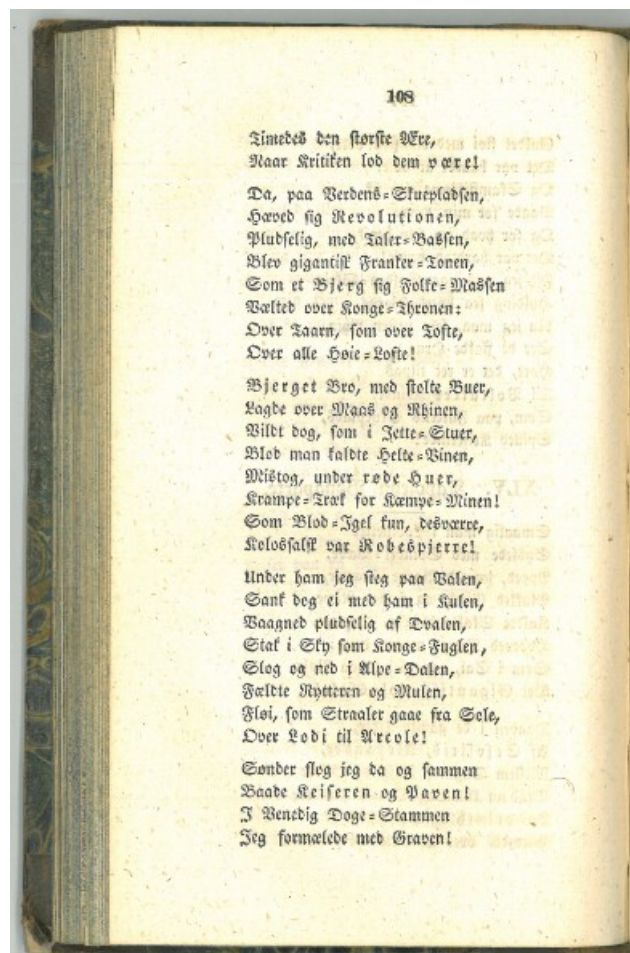 108
Timedes den største Ære,
Naar Kritiken lod dem være!
Da, paa Verdens-Skuepladsen,
Hæved sig Revolutionen,
Pludselig, med Taler-Bassen,
Blev gigantisk Franker-Tonen,
Som et Bjerg sig Folke-Massen
Vælted over Konge-Thronen:
Over Taarn, som over Tofte,
Over alle Høie-Lofte!
Bjerget Bro, med stolte Buer,
Lagde over Maas og Rhinen,
Vildt dog, som i Jette-Stuer,
Blod man kaldte Helte-Vinen,
Mistog, under røde Huer,
Krampe-Træk for Kæmpe-Minen!
Som Blod-Igel kun, desværre,
Kolossalsk var Robespjerre!
Under ham jeg steg paa Valen,
Sank dog ei med ham i Kulen,
Vaagned pludselig af Dvalen,
Stak i Sky som Konge-Fuglen,
Slog og ned i Alpe-Dalen,
Fældte Rytteren og Mulen,
Fløi, som Straaler gaae fra Sole,
Over Lodi til Arcole!
Sønder slog jeg da og sammen
Baade Keiseren og Paven!
I Venedig Doge-Stammen
Jeg formælede med Graven!